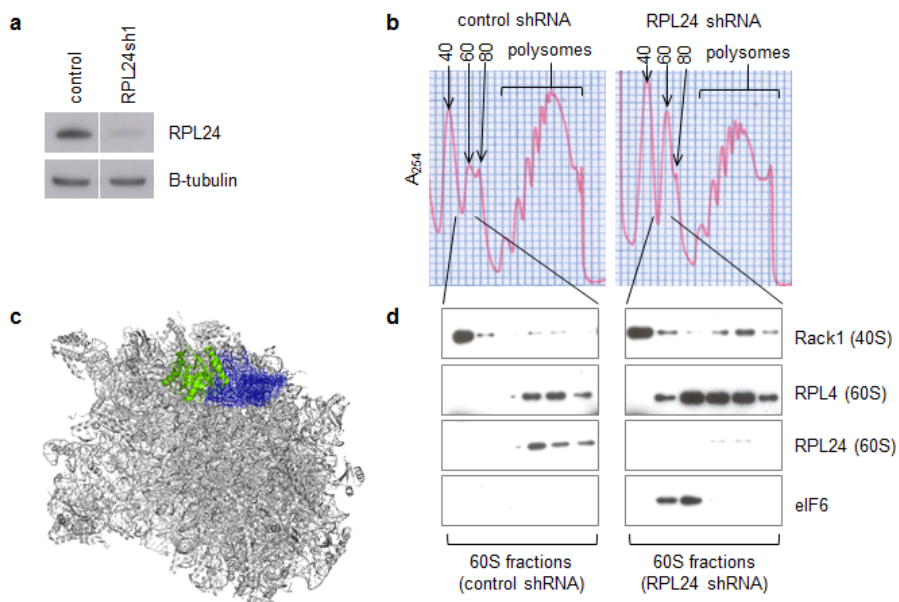 a
control
RPL24sh1
RPL24
B-tubulin
b
control shRNA
RPL24 shRNA
40
60
80
polysomes
40
60
80
polysomes
A254
c
d
Rack1 (40S)
RPL4 (60S)
RPL24 (60S)
eIF6
60S fractions
(control shRNA)
60S fractions
(RPL24 shRNA)